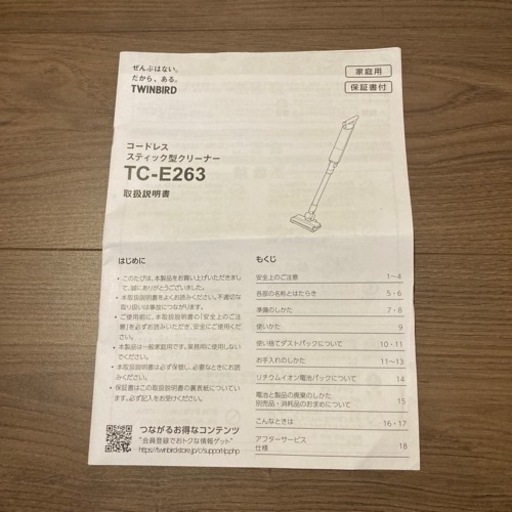 ぜんぶはない。
だから、ある。
TWINBIRD
家庭用
保証書付
コードレス
スティック型クリーナー
TC-E263
取扱説明書
はじめに
• このたびは、本製品をお買い上げいただきまし
て、誠にありがとうございました。
• 本取扱説明書をよくお読みください。不適切な
取り扱いは事故につながります。
• ご使用前に、本取扱説明書の「安全上のご注
意」を必ずお読みいただき、安全にご使用くだ
さい。
• 本製品は一般家庭用です。業務用に使用しない
でください。
• 本取扱説明書は必ず保管し、必要なときにお読
みください。
• 保証書はこの取扱説明書の裏表紙についてい
ます。必ず記入をお受けください。
つながるお得なコンテンツ
“会員登録でおトクな情報ゲット”
https://twinbirdstore.jp/c/support-lp.php
もくじ
安全上のご注意 1～4
各部の名称とはたらき 5・6
準備のしかた 7・8
使いかた 9
使い捨てダストパックについて 10・11
お手入れのしかた 11～13
リチウムイオン電池パックについて 14
電池と製品の廃棄のしかた
別売品・消耗品のお求めについて 15
こんなときは 16・17
アフターサービス
仕様 18